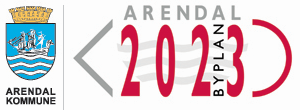 ARENDAL
KOMMUNE
ARENDAL
2023
BYPLAN